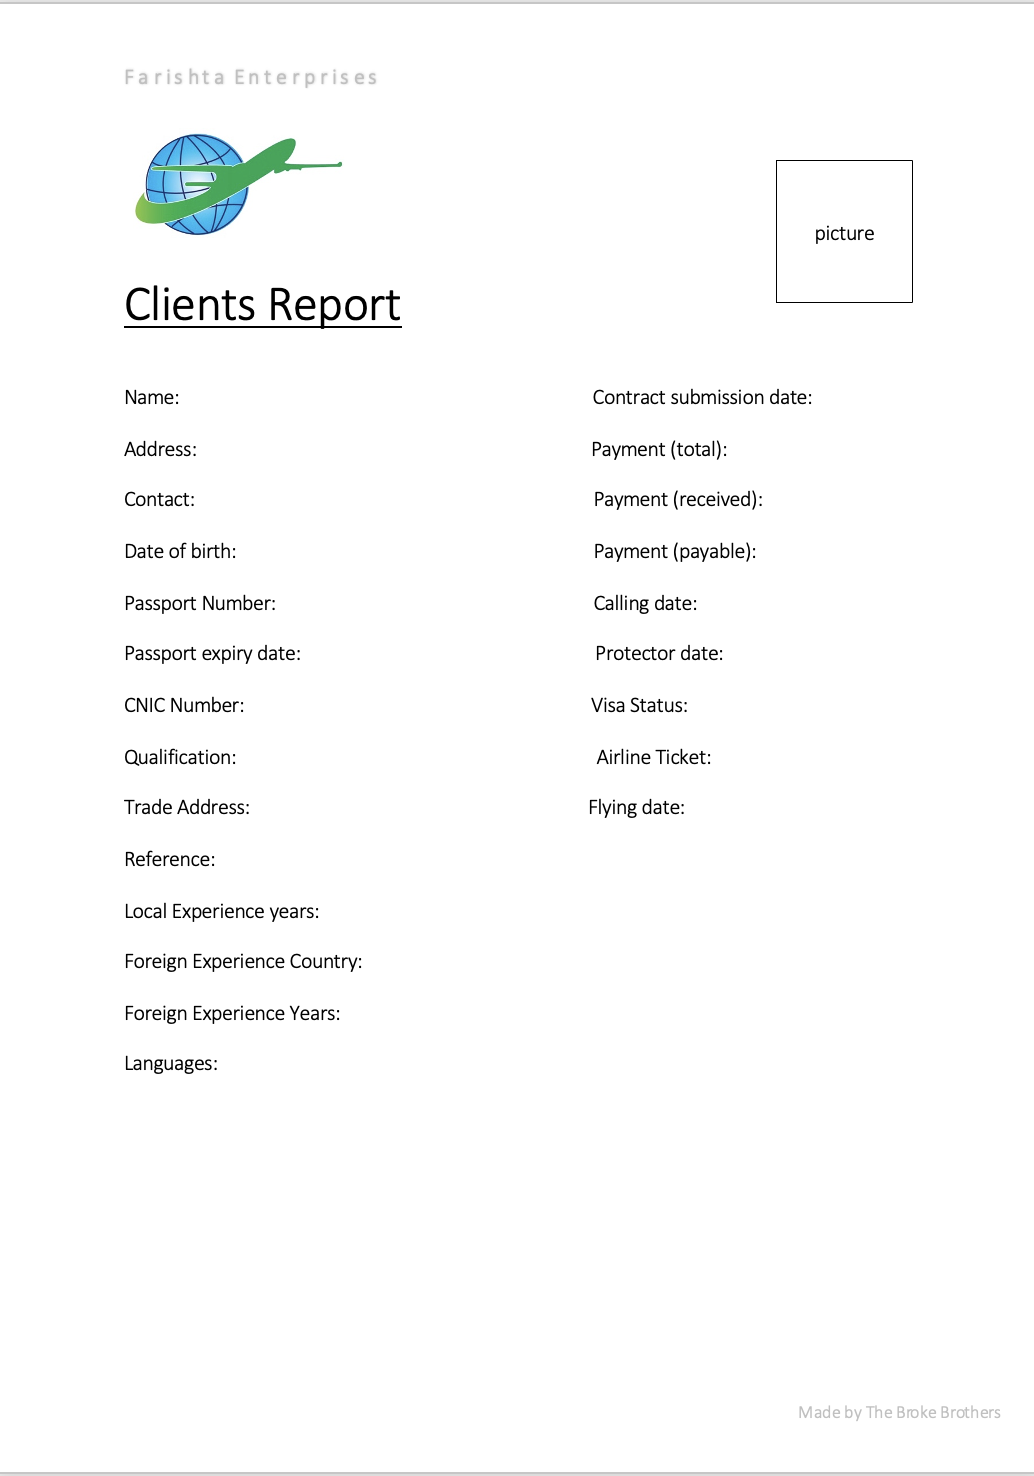 Farishta Enterprises
picture
Clients Report
Name:
Contract submission date:
Address:
Payment (total):
Contact:
Payment (received):
Date of birth:
Payment (payable):
Passport Number:
Calling date:
Passport expiry date:
Protector date:
CNIC Number:
Visa Status:
Qualification:
Airline Ticket:
Trade Address:
Flying date:
Reference:
Local Experience years:
Foreign Experience Country:
Foreign Experience Years:
Languages:
Made by The Broke Brothers